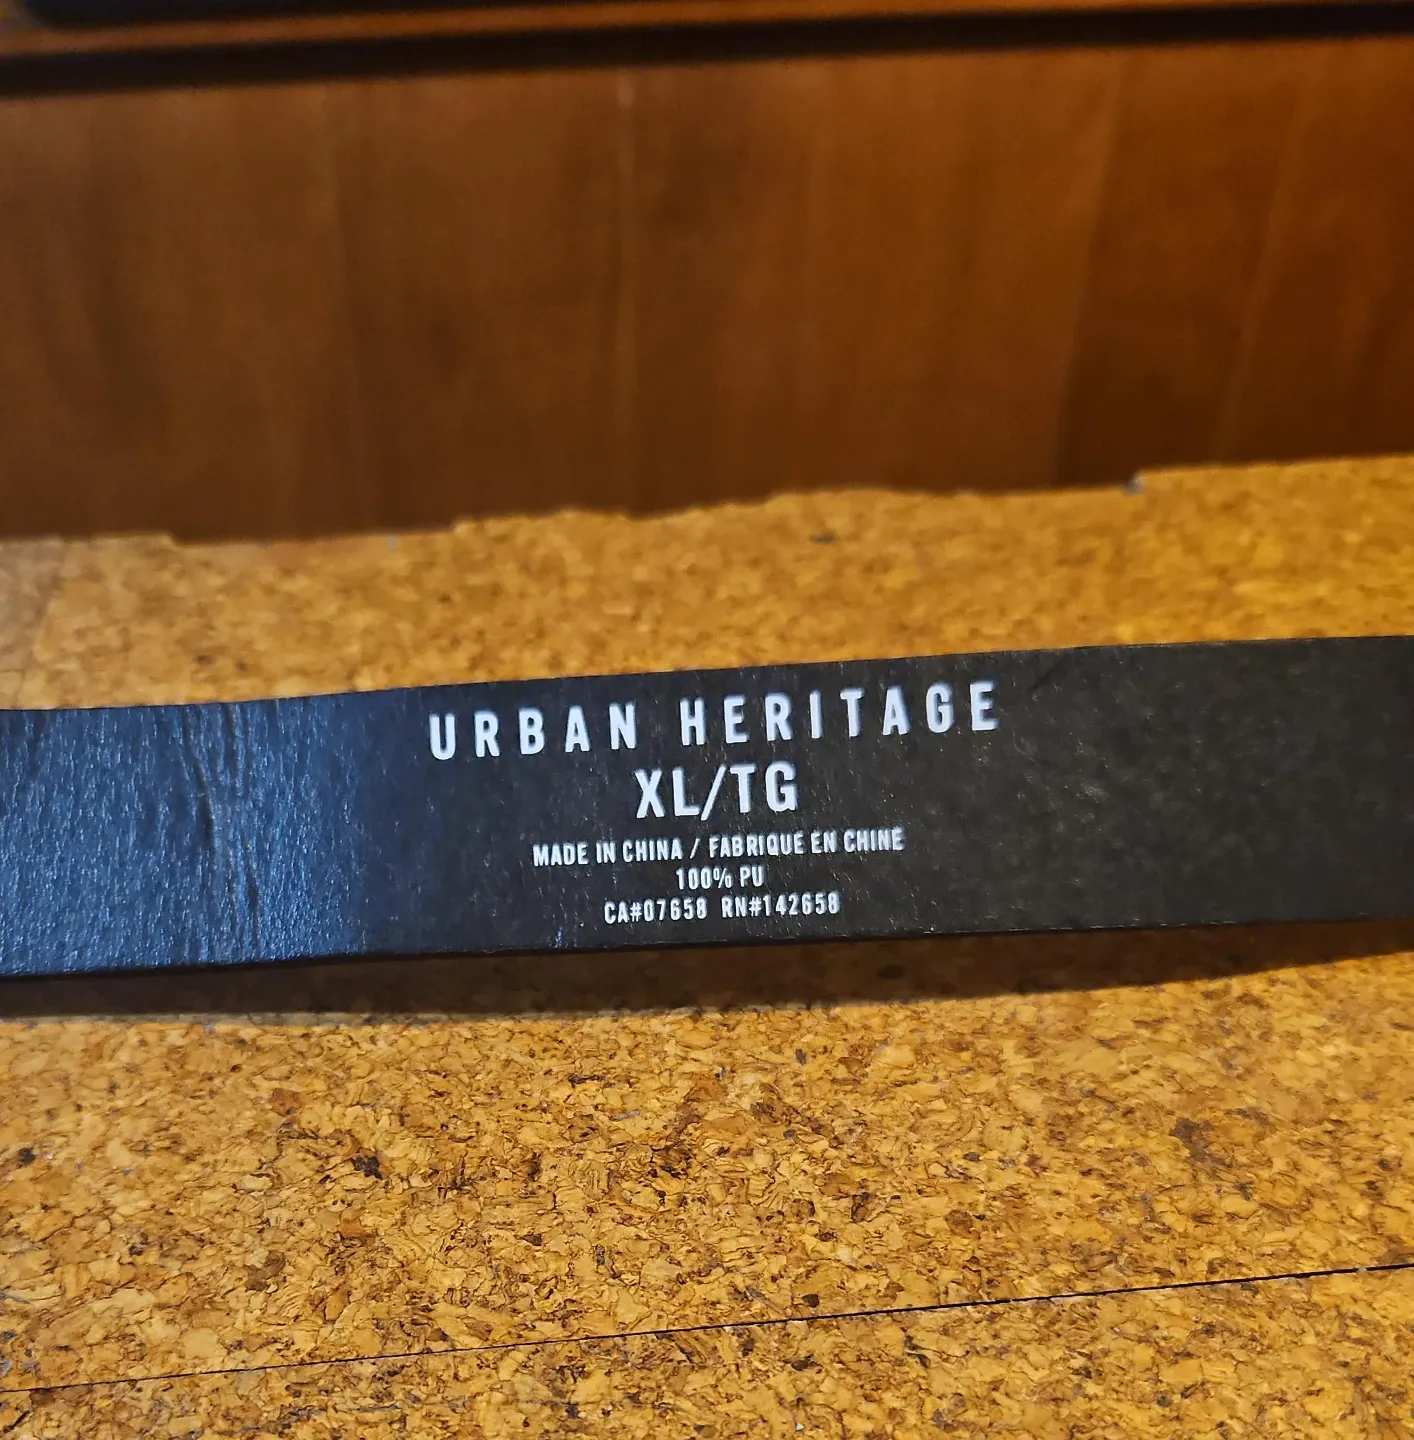 URBAN HERITAGE
XL/TG
MADE IN CHINA / FABRIQUE EN CHINE
100% PU
CA#07658 RN#142658